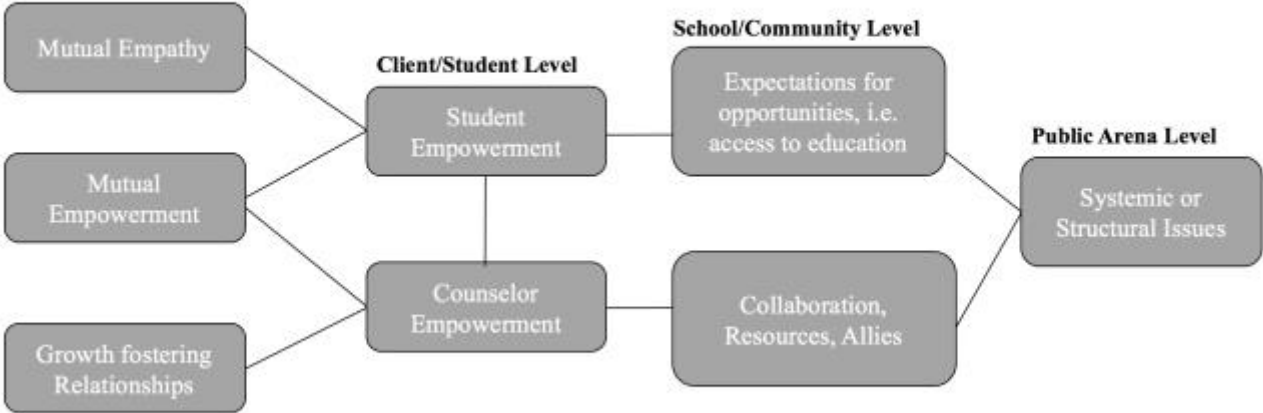 Mutual Empathy
Mutual
Empowerment
Growth fostering
Relationships
Client/Student Level
Student
Empowerment
Counselor
Empowerment
School/Community Level
Expectations for
opportunities, i.e.
access to education
Collaboration,
Resources, Allies
Public Arena Level
Systemic or
Structural Issues